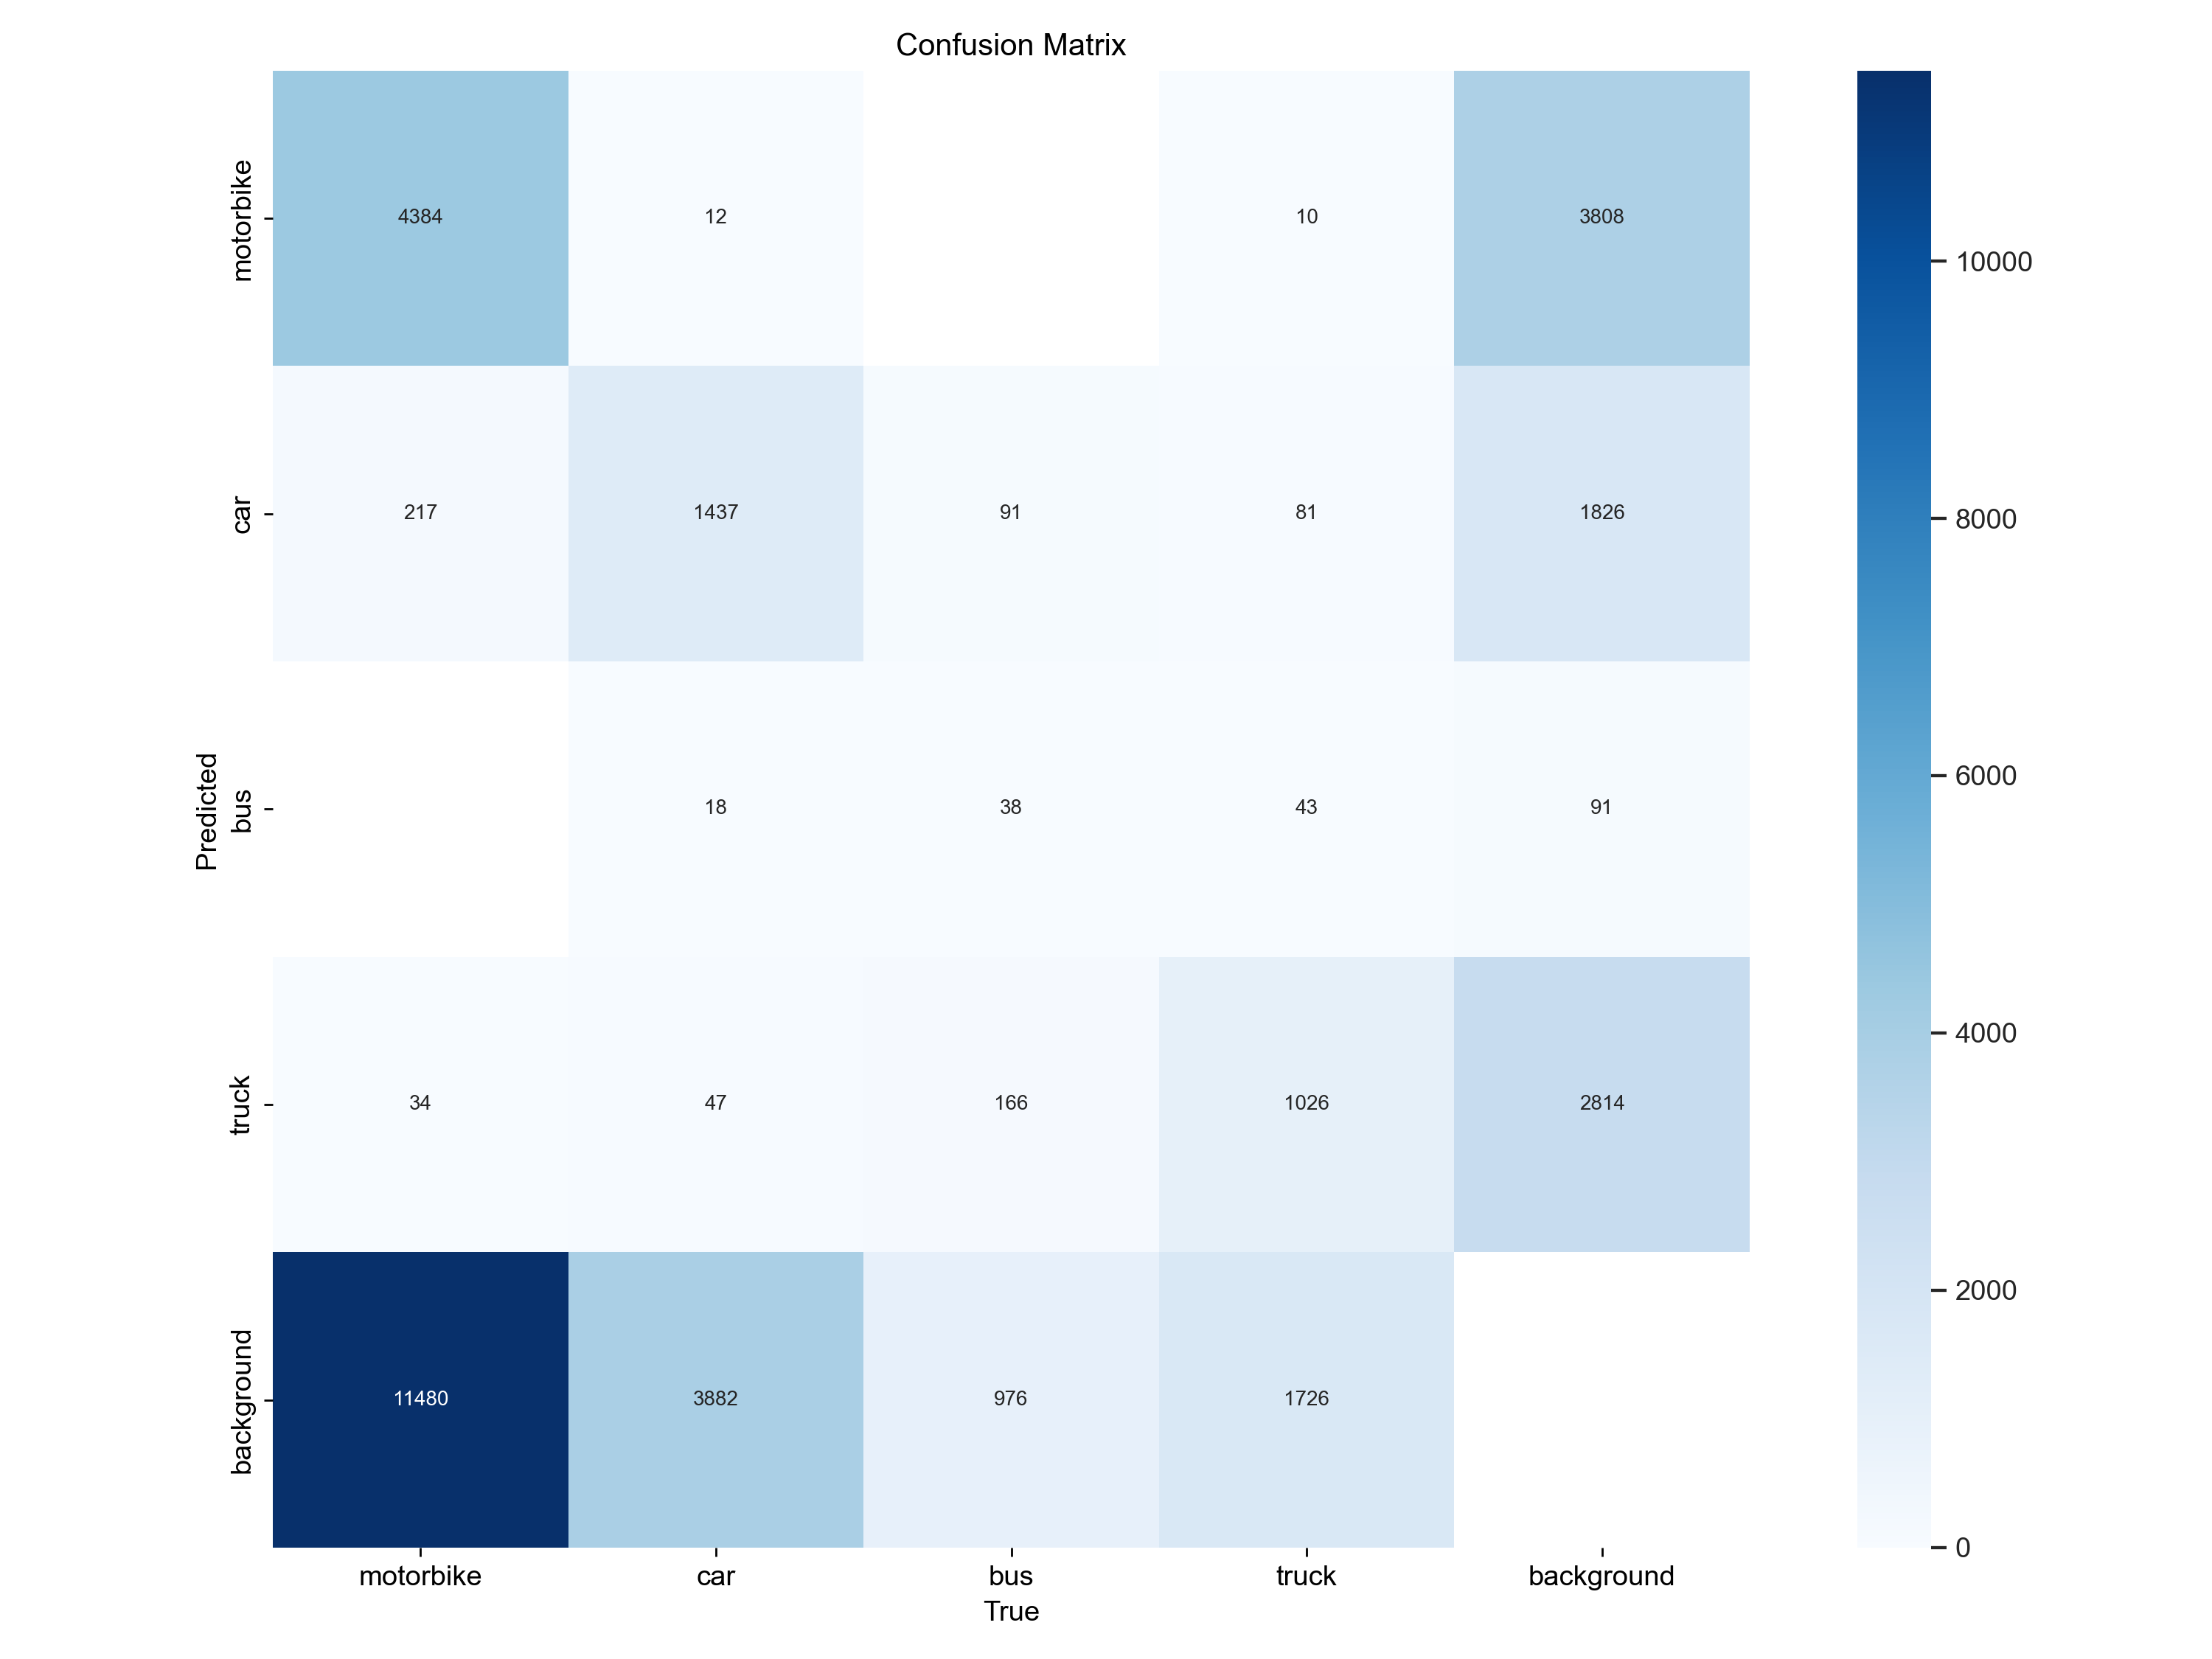 Confusion Matrix
motorbike
4384
12
10
3808
car
217
1437
91
81
1826
Predicted
bus
18
38
43
91
truck
34
47
166
1026
2814
background
11480
3882
976
1726
motorbike
car
bus
truck
background
True
10000
8000
6000
4000
2000
0